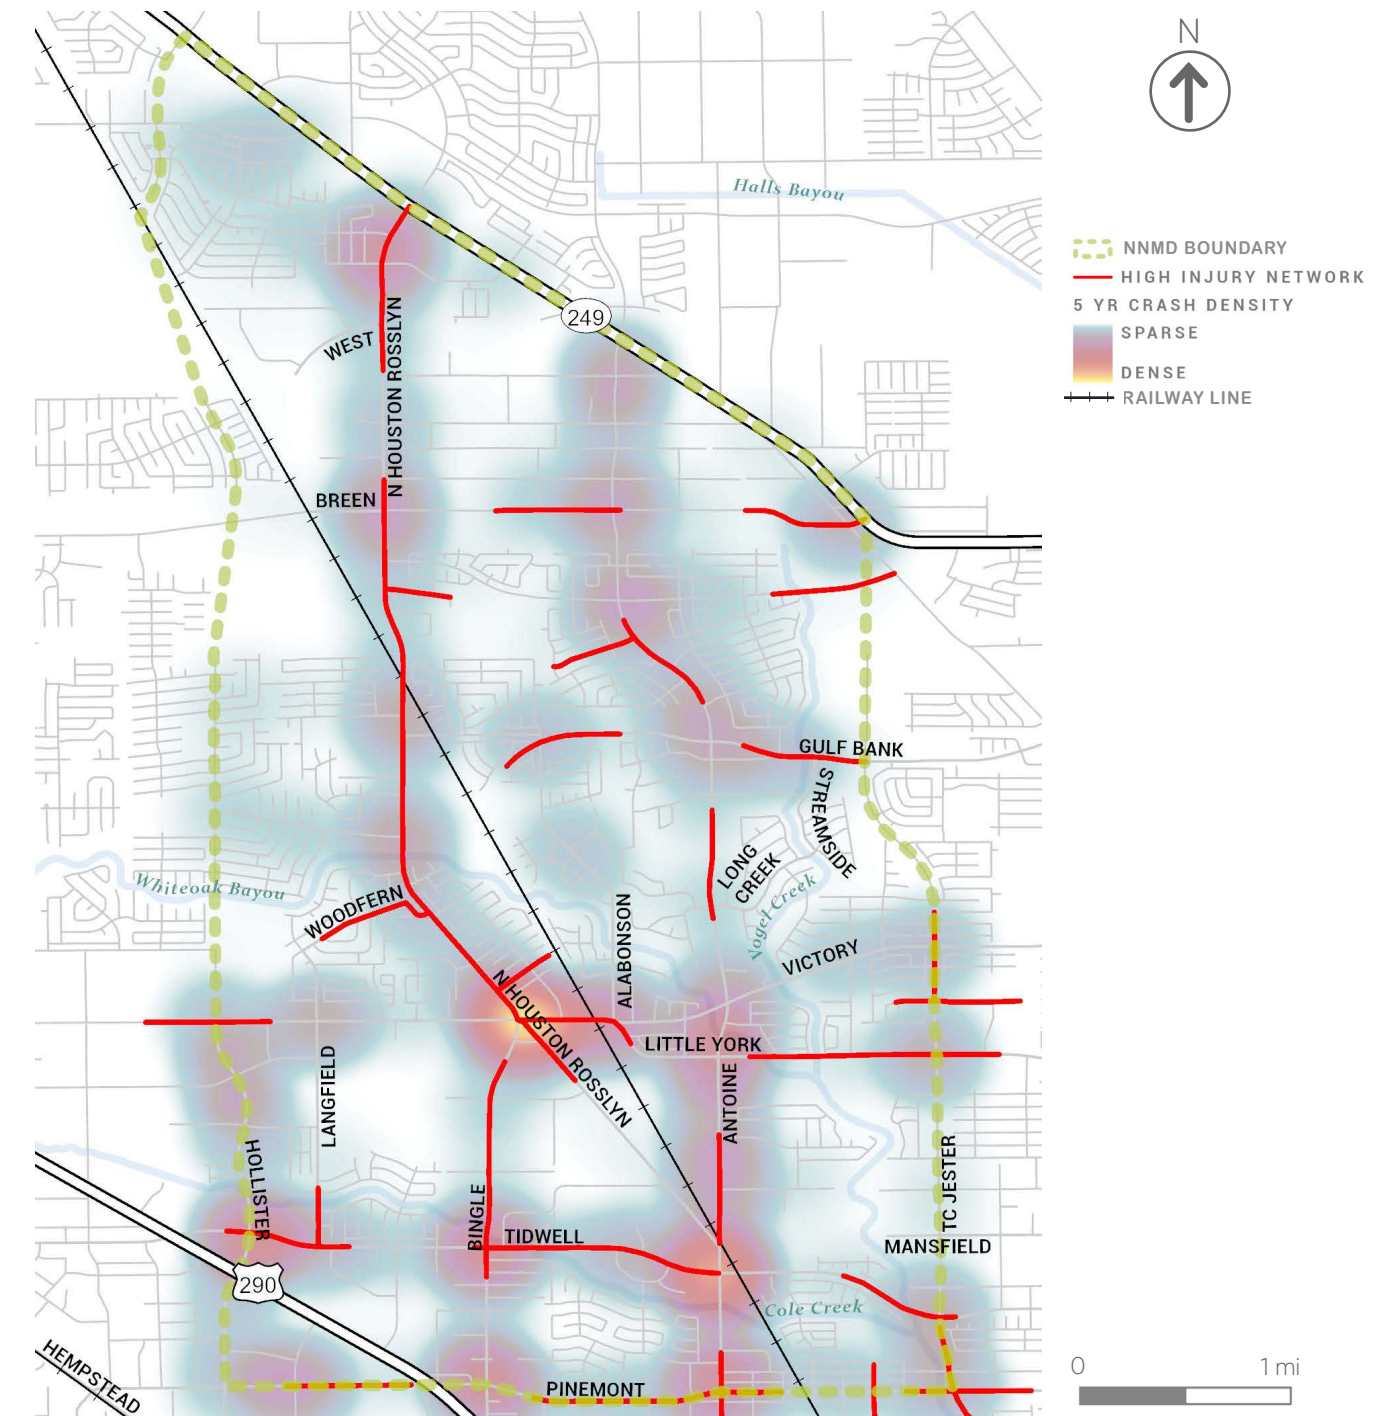 N
Halls Bayou
NNMD BOUNDARY
HIGH INJURY NETWORK
5 YR CRASH DENSITY
SPARSE
DENSE
RAILWAY LINE
249
WEST
N HOUSTON ROSSLYN
BREEN
GULF BANK
STREAMSIDE
LONG
CREEK
Whiteoak Bayou
Vogel Creek
WOODFERN
ALABONSON
VICTORY
N HOUSTON ROSSLYN
LITTLE YORK
LANGFIELD
ANTOINE
HOLLISTER
TC JESTER
BINGLE
TIDWELL
MANSFIELD
290
Cole Creek
HEMPSTEAD
PINEMONT
0
1 mi